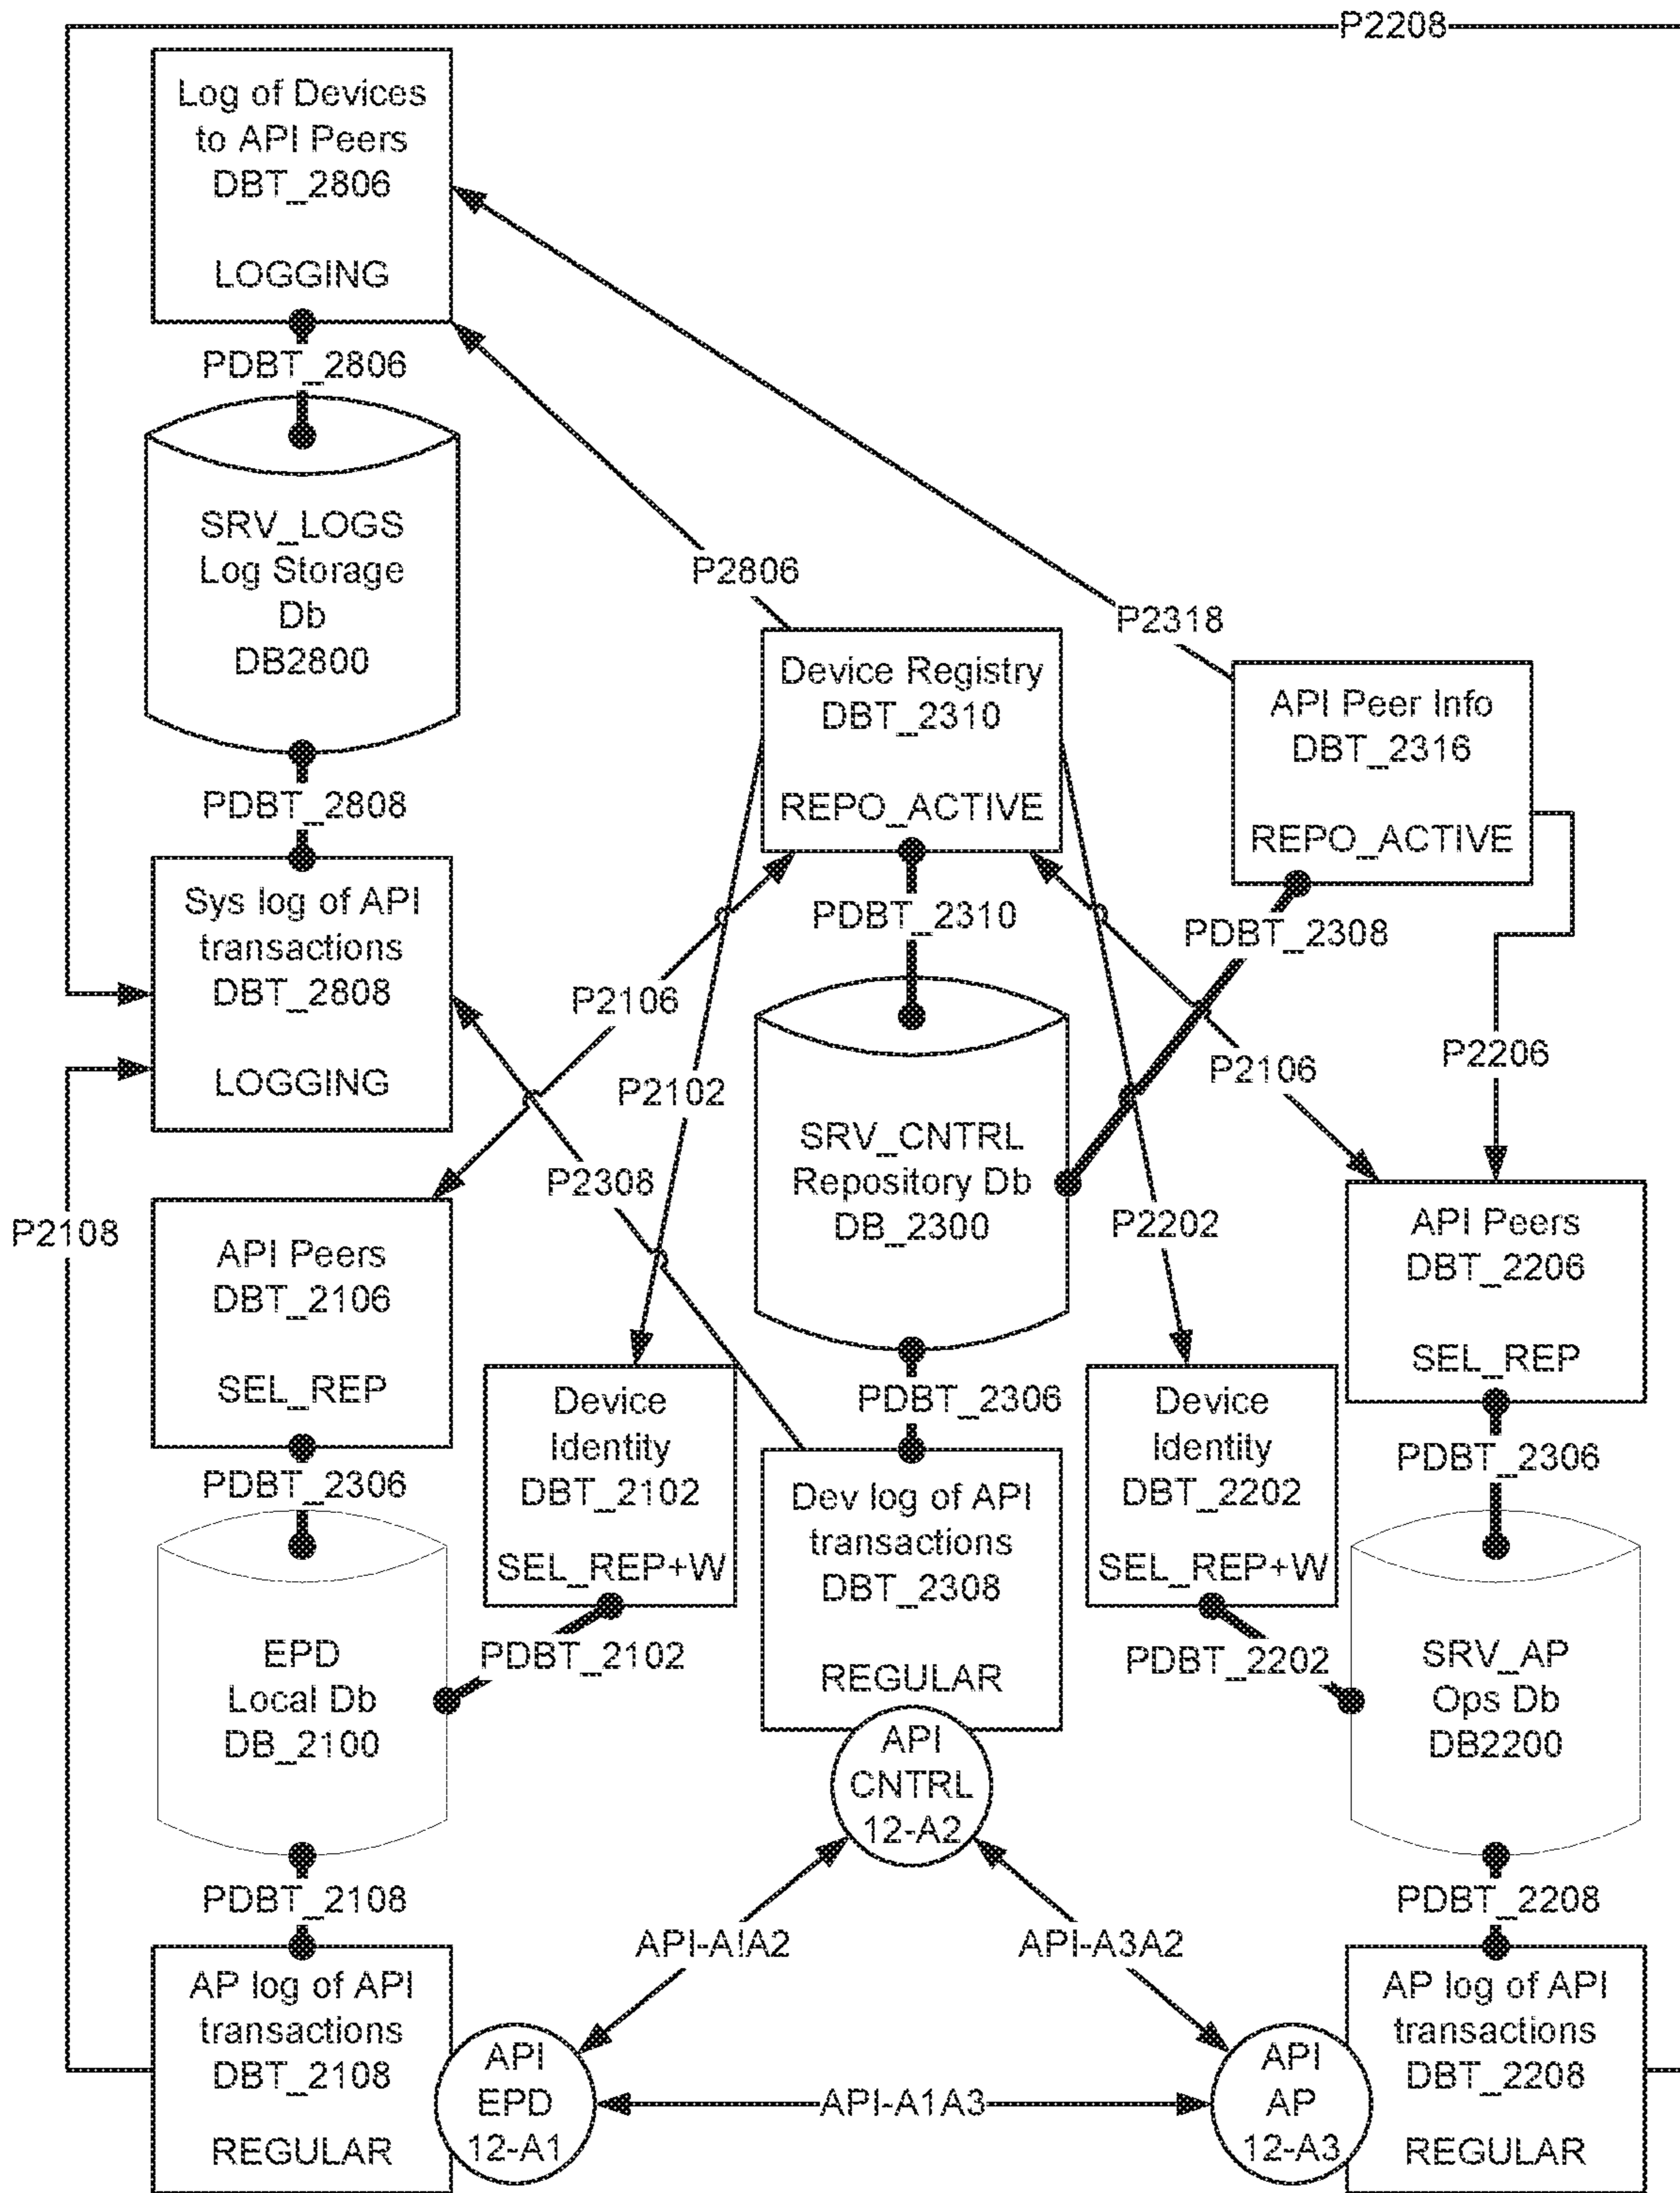 P2208
Log of Devices
to API Peers
DBT_2806
LOGGING
PDBT_2806
SRV_LOGS
Log Storage
Db
DB2800
PDBT_2808
Sys log of API
transactions
DBT_2808
LOGGING
P2806
P2318
Device Registry
DBT_2310
REPO_ACTIVE
API Peer Info
DBT_2316
REPO_ACTIVE
PDBT_2310
PDBT_2308
P2106
P2102
P2308
P2106
P2206
SRV_CNTRL
Repository Db
DB_2300
P2202
P2108
API Peers
DBT_2106
SEL_REP
API Peers
DBT_2206
SEL_REP
PDBT_2306
Device
Identity
DBT_2102
SEL_REP+W
PDBT_2306
Dev log of API
transactions
DBT_2308
REGULAR
Device
Identity
DBT_2202
SEL_REP+W
PDBT_2306
EPD
Local Db
DB_2100
PDBT_2102
PDBT_2202
SRV_AP
Ops Db
DB2200
API
CNTRL
12-A2
PDBT_2108
API-A!A2
API-A3A2
PDBT_2208
AP log of API
transactions
DBT_2108
REGULAR
API
EPD
12-A1
API-A1A3
API
AP
12-A3
AP log of API
transactions
DBT_2208
REGULAR